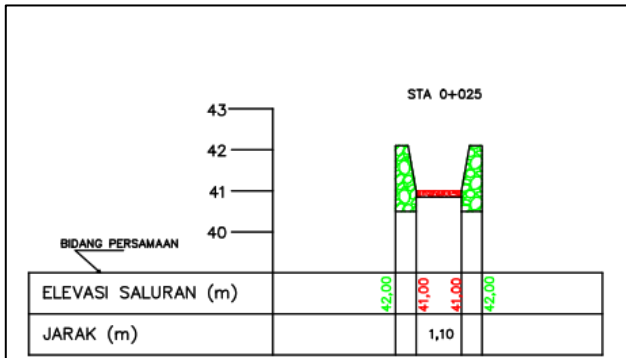 STA 0+025
43
42
41
40
BIDANG PERSAMAAN
ELEVASI SALURAN (m) 42,00 41,00 41,00 42,00
JARAK (m) 1,10